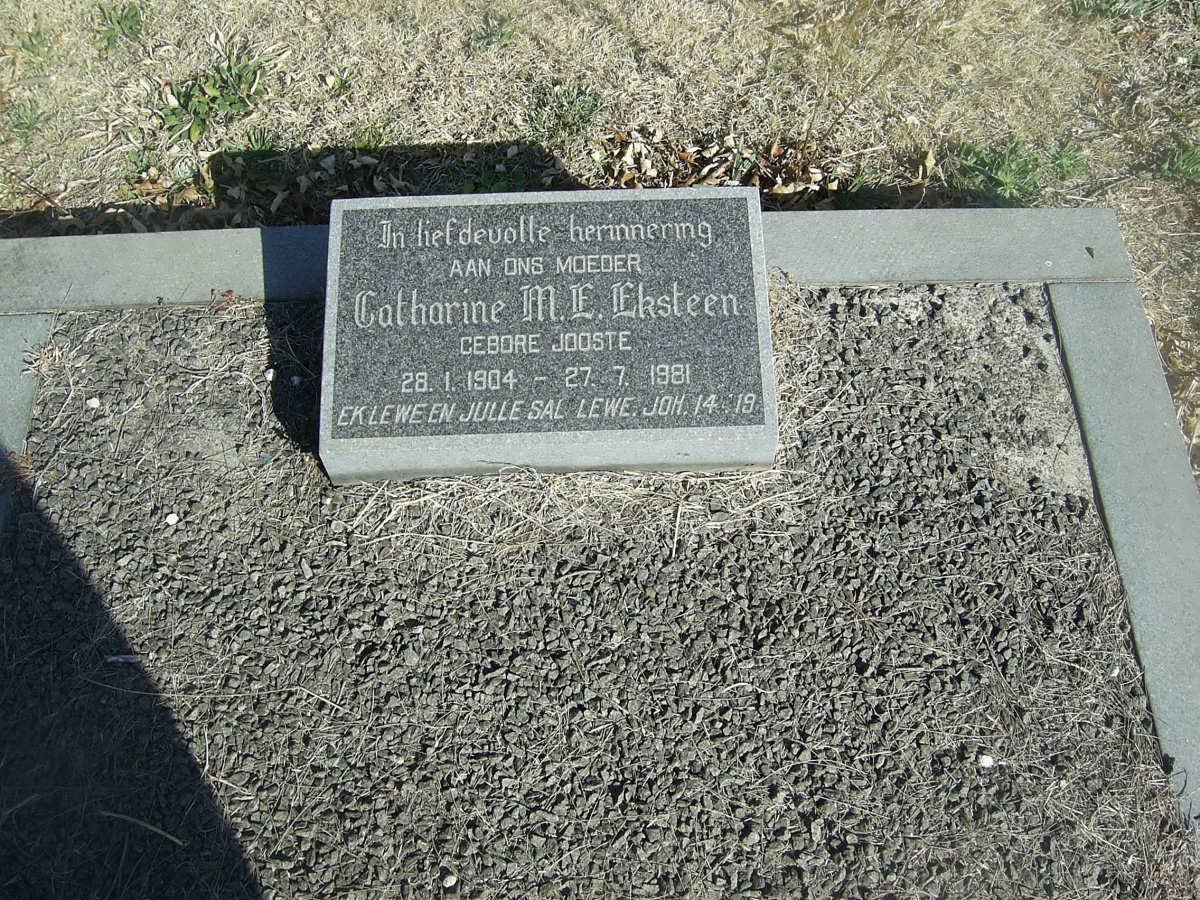 In liefdevolle herinnering
AAN ONS MOEDER
Catharine M. E. Eksteen
GEBORE JOOSTE
28. 1. 1904 - 27. 7. 1981
EK LEWE EN JULLE SAL LEWE. JOH. 14:19